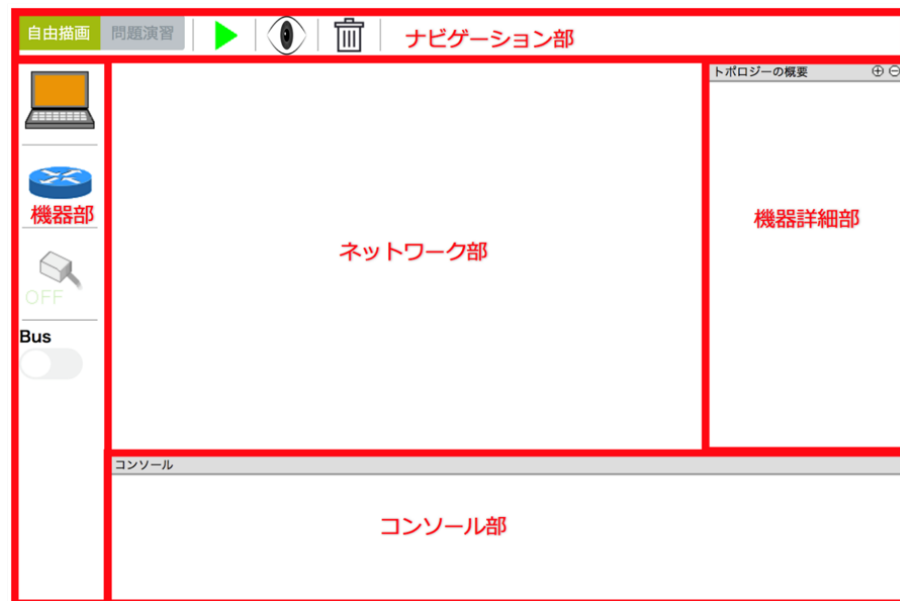 自由描画 問題演習 ナビゲーション部
トポロジーの概要
機器部
機器詳細部
ネットワーク部
OFF
Bus
コンソール
コンソール部